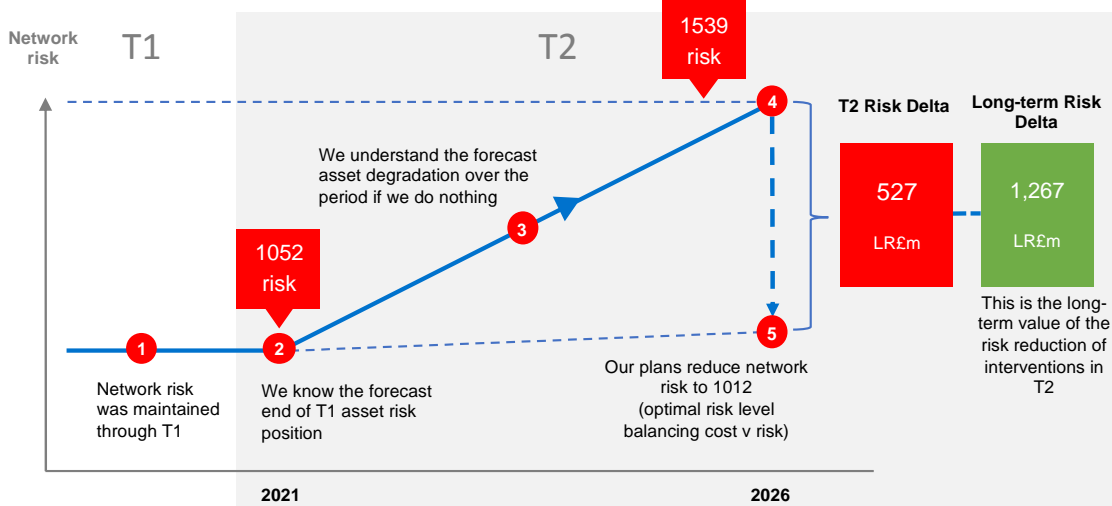 Network
risk
T1
T2
1539
risk
4
T2 Risk Delta
Long-term Risk
Delta
We understand the forecast
asset degradation over the
period if we do nothing
527
LR£m
1,267
LR£m
3
1052
risk
1
2
5
This is the long-
term value of the
risk reduction of
interventions in
T2
Network risk
was maintained
through T1
We know the forecast
end of T1 asset risk
position
Our plans reduce network
risk to 1012
(optimal risk level
balancing cost v risk)
2021
2026